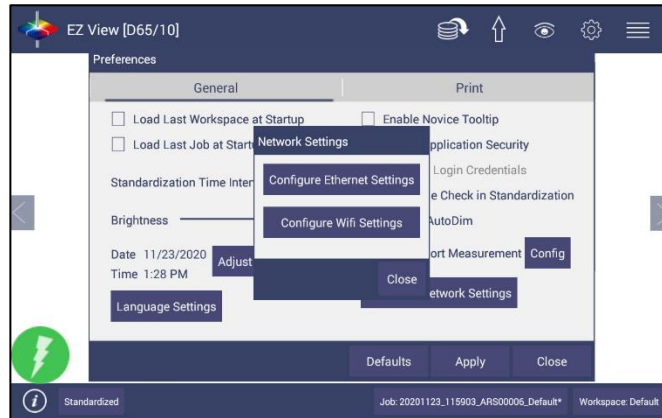 EZ View [D65/10]
Preferences
General
Print
Load Last Workspace at Startup
Enable Novice Tooltip
Load Last Job at Start
Network Settings
pplication Security
Login Credentials
Standardization Time Inter
Configure Ethernet Settings
e Check in Standardization
Brightness
Configure Wifi Settings
AutoDim
Date 11/23/2020
Adjust
ort Measurement
Config
Time 1:28 PM
Close
etwork Settings
Language Settings
Defaults
Apply
Close
i
Standardized
Job: 20201123_115903_ARS00006_Default*
Workspace: Default